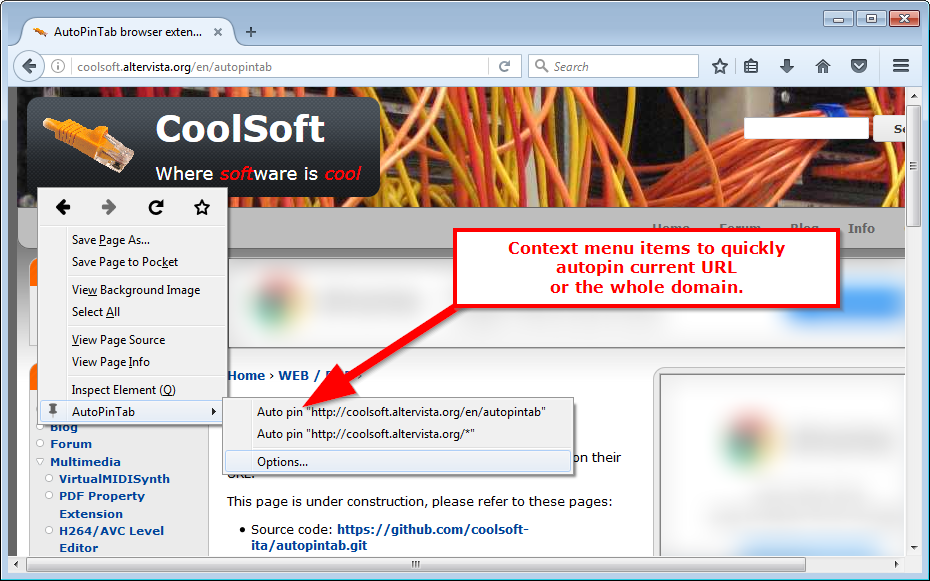 AutoPinTab browser exten...
coolsoft.altervista.org/en/autopintab
Search
CoolSoft
Where software is cool
Home Forum Blog Info
Context menu items to quickly
autopin current URL
or the whole domain.
Save Page As...
Save Page to Pocket
View Background Image
Select All
View Page Source
View Page Info
Inspect Element (Q)
AutoPinTab
Home › WEB /
Auto pin "http://coolsoft.altervista.org/en/autopintab"
Auto pin "http://coolsoft.altervista.org/*"
Options...
on their
URL.
This page is under construction, please refer to these pages:
Source code: https://github.com/coolsoft-
ita/autopintab.git
Blog
Forum
Multimedia
VirtualMIDISynth
PDF Property
Extension
H264/AVC Level
Editor